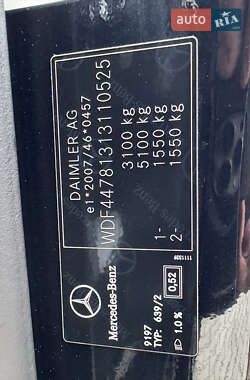 AUTO
RIA
.com
DAIMLER AG
e1*2007/46*0457
WDF44781313110525
3100 kg
5100 kg
1- 1550 kg
2- 1550 kg
Mercedes-Benz
9197
TYP: 639/2
0,52
1.0%